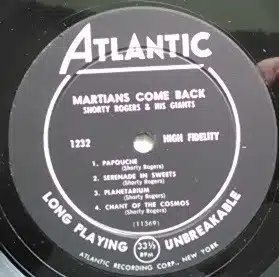 ATLANTIC
MARTIANS COME BACK
SHORTY ROGERS & HIS GIANTS
1232 HIGH FIDELITY
1. PAPOUCHE
(Shorty Rogers)
2. SERENADE IN SWEETS
(Shorty Rogers)
3. PLANETARIUM
(Shorty Rogers)
4. CHANT OF THE COSMOS
(Shorty Rogers)
(11369)
LONG PLAYING 33⅓ RPM UNBREAKABLE
ATLANTIC RECORDING CORP., NEW YORK